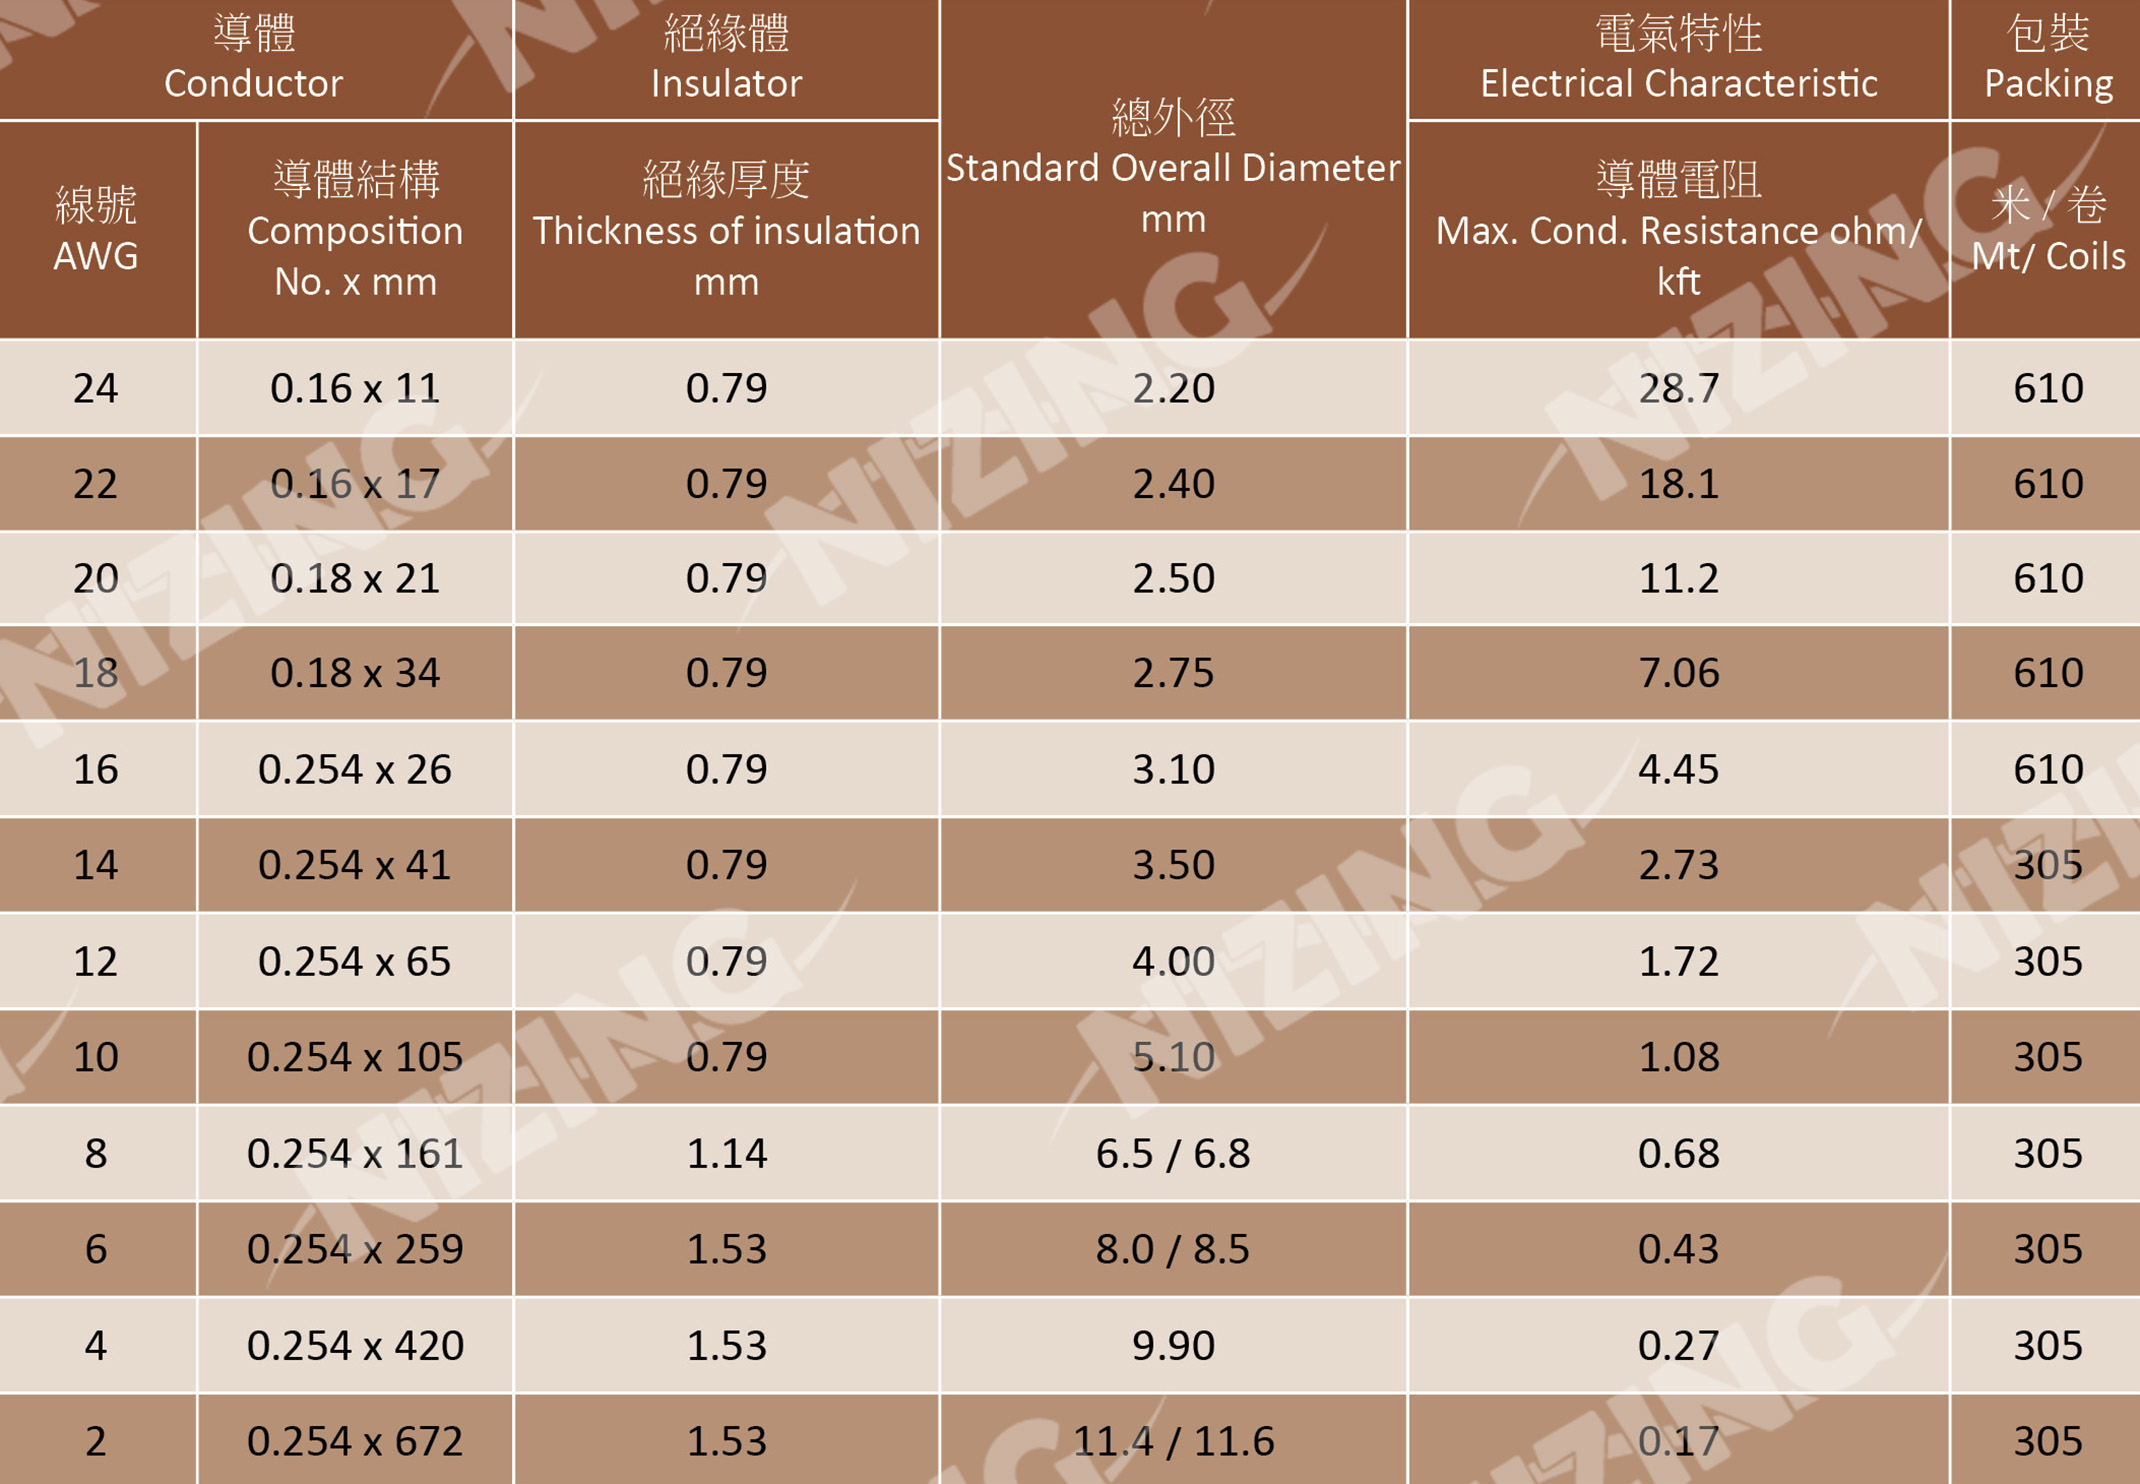 導體
Conductor
絕緣體
Insulator
總外徑
Standard Overall Diameter
mm
電氣特性
Electrical Characteristic
包裝
Packing
線號
AWG
導體結構
Composition
No. x mm
絕緣厚度
Thickness of insulation
mm
導體電阻
Max. Cond. Resistance ohm/
kft
米 / 卷
Mt/ Coils
24 0.16 x 11 0.79 2.20 28.7 610
22 0.16 x 17 0.79 2.40 18.1 610
20 0.18 x 21 0.79 2.50 11.2 610
18 0.18 x 34 0.79 2.75 7.06 610
16 0.254 x 26 0.79 3.10 4.45 610
14 0.254 x 41 0.79 3.50 2.73 305
12 0.254 x 65 0.79 4.00 1.72 305
10 0.254 x 105 0.79 5.10 1.08 305
8 0.254 x 161 1.14 6.5 / 6.8 0.68 305
6 0.254 x 259 1.53 8.0 / 8.5 0.43 305
4 0.254 x 420 1.53 9.90 0.27 305
2 0.254 x 672 1.53 11.4 / 11.6 0.17 305
NIZING
NIZING
NIZING
NIZING
NIZING
NIZING